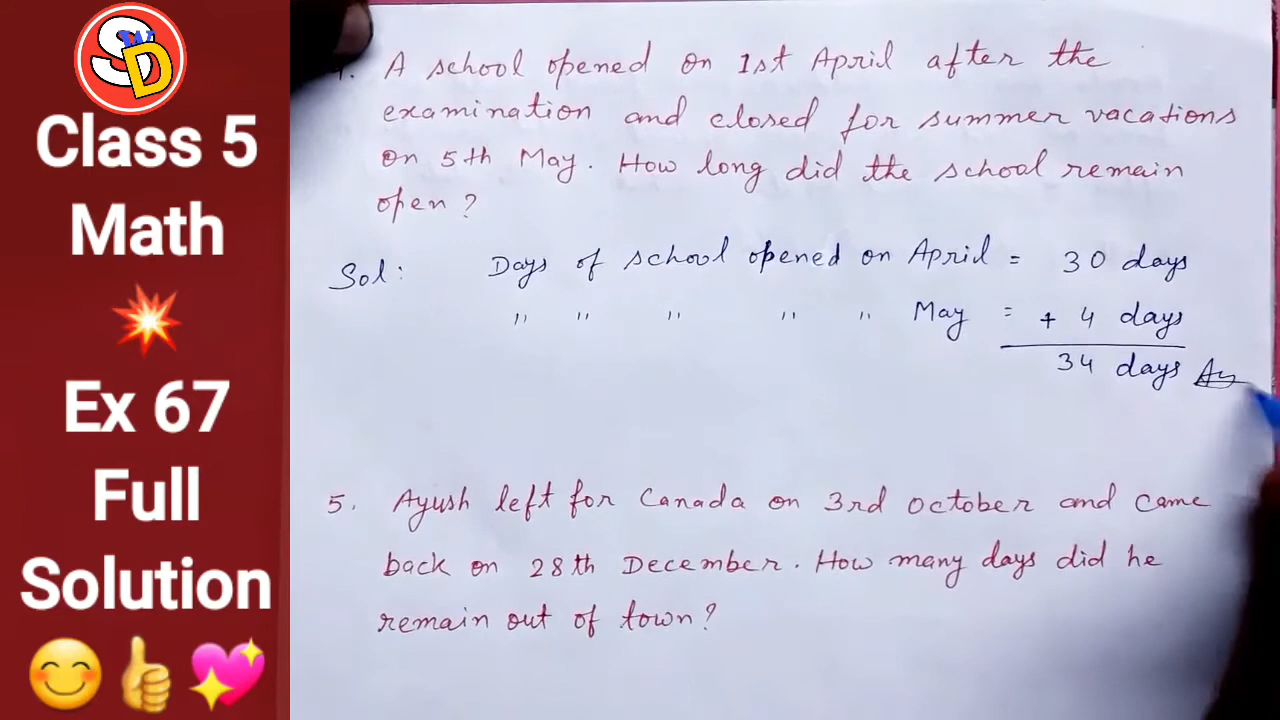 SWD
Class 5
Math
Ex 67
Full
Solution
A school opened on 1st April after the
examination and closed for summer vacations
on 5th May. How long did the school remain
open?
Sol: Days of school opened on April = 30 days
" " " " " May = + 4 days
34 days
5. Ayush left for Canada on 3rd October and came
back on 28th December. How many days did he
remain out of town?